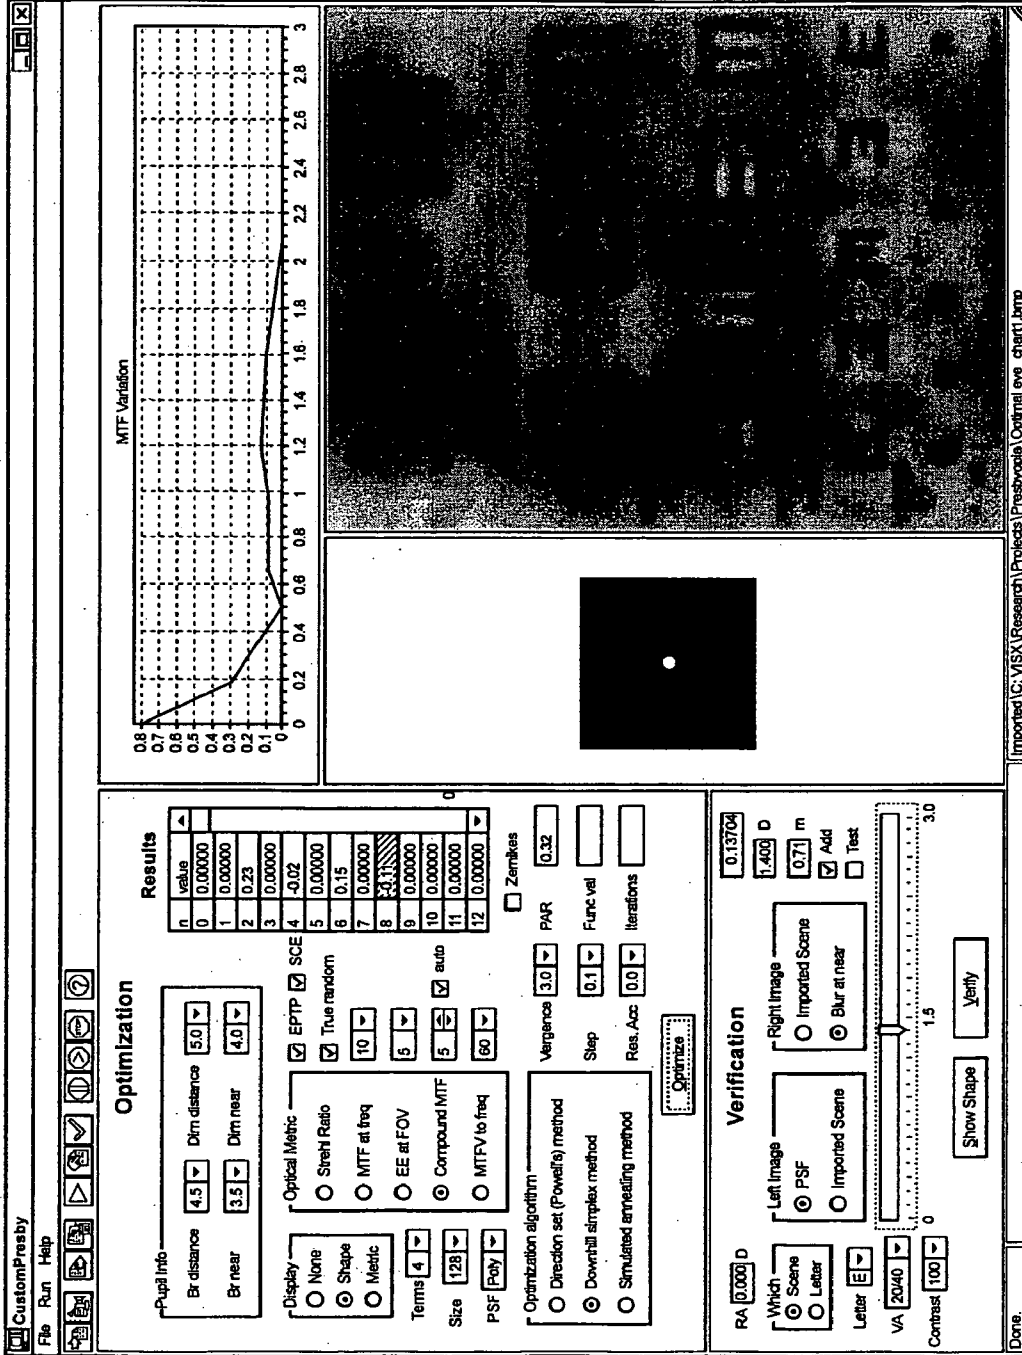 CustomPresby
File Run Help
Optimization
Pupil Info
Br distance 4.5 Dim distance 5.0
Br near 3.5 Dim near 4.0
Display
None
Shape
Metric
Terms 4
Size 128
PSF Poly
Optical Metric
Strehl Ratio
MTF at freq
EE at FOV
Compound MTF
MTFV to freq
EPTP SCE
True random
10
5
5 auto
60
Results
n value
0 0.00000
1 0.00000
2 0.23
3 0.00000
4 -0.02
5 0.00000
6 0.15
7 0.00000
8 -0.11
9 0.00000
10 0.00000
11 0.00000
12 0.00000
0
Zernikes
Optimization algorithm
Direction set (Powell's) method
Downhill simplex method
Simulated annealing method
Vergence 3.0 PAR 0.32
Step 0.1 Func val
Res. Acc 0.0 Iterations
Optimize
Verification
RA 0.000 D
Which
Scene
Letter
Letter E
VA 20/40
Contrast 100
Left Image
PSF
Imported Scene
Right Image
Imported Scene
Blur at near
0.13704
1.400 D
0.71 m
Add
Test
0 1.5 3.0
Show Shape Verify
MTF Variation
0.8
0.7
0.6
0.5
0.4
0.3
0.2
0.1
0
0 0.2 0.4 0.6 0.8 1 1.2 1.4 1.6 1.8 2 2.2 2.4 2.6 2.8 3
Done.
Imported\C: VISX\Research\Projects\Presbyopia\Optimal eye_chart1.bmp